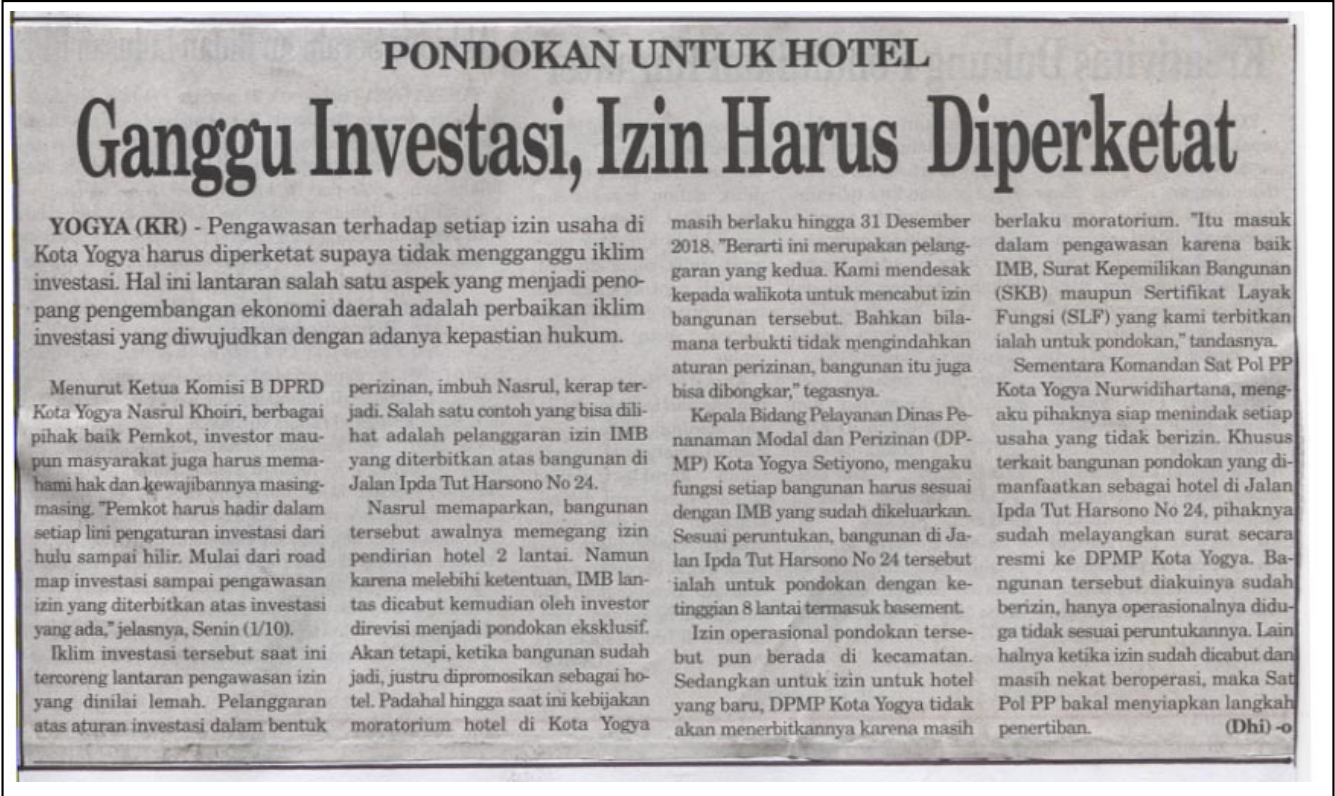 PONDOKAN UNTUK HOTEL
Ganggu Investasi, Izin Harus Diperketat
YOGYA (KR) - Pengawasan terhadap setiap izin usaha di
Kota Yogya harus diperketat supaya tidak mengganggu iklim
investasi. Hal ini lantaran salah satu aspek yang menjadi peno-
pang pengembangan ekonomi daerah adalah perbaikan iklim
investasi yang diwujudkan dengan adanya kepastian hukum.
Menurut Ketua Komisi B DPRD
Kota Yogya Nasrul Khoiri, berbagai
pihak baik Pemkot, investor mau-
pun masyarakat juga harus mema-
hami hak dan kewajibannya masing-
masing. "Pemkot harus hadir dalam
setiap lini pengaturan investasi dari
hulu sampai hilir. Mulai dari road
map investasi sampai pengawasan
izin yang diterbitkan atas investasi
yang ada," jelasnya, Senin (1/10).
Iklim investasi tersebut saat ini
tercoreng lantaran pengawasan izin
yang dinilai lemah. Pelanggaran
atas aturan investasi dalam bentuk
perizinan, imbuh Nasrul, kerap ter-
jadi. Salah satu contoh yang bisa dili-
hat adalah pelanggaran izin IMB
yang diterbitkan atas bangunan di
Jalan Ipda Tut Harsono No 24.
Nasrul memaparkan, bangunan
tersebut awalnya memegang izin
pendirian hotel 2 lantai. Namun
karena melebihi ketentuan, IMB lan-
tas dicabut kemudian oleh investor
direvisi menjadi pondokan eksklusif.
Akan tetapi, ketika bangunan sudah
jadi, justru dipromosikan sebagai ho-
tel. Padahal hingga saat ini kebijakan
moratorium hotel di Kota Yogya
masih berlaku hingga 31 Desember
2018. "Berarti ini merupakan pelang-
garan yang kedua. Kami mendesak
kepada walikota untuk mencabut izin
bangunan tersebut. Bahkan bila-
mana terbukti tidak mengindahkan
aturan perizinan, bangunan itu juga
bisa dibongkar," tegasnya.
Kepala Bidang Pelayanan Dinas Pe-
nanaman Modal dan Perizinan (DP-
MP) Kota Yogya Setiyono, mengaku
fungsi setiap bangunan harus sesuai
dengan IMB yang sudah dikeluarkan.
Sesuai peruntukan, bangunan di Ja-
lan Ipda Tut Harsono No 24 tersebut
ialah untuk pondokan dengan ke-
tinggian 8 lantai termasuk basement.
Izin operasional pondokan terse-
but pun berada di kecamatan.
Sedangkan untuk izin untuk hotel
yang baru, DPMP Kota Yogya tidak
akan menerbitkannya karena masih
berlaku moratorium. "Itu masuk
dalam pengawasan karena baik
IMB, Surat Kepemilikan Bangunan
(SKB) maupun Sertifikat Layak
Fungsi (SLF) yang kami terbitkan
ialah untuk pondokan," tandasnya.
Sementara Komandan Sat Pol PP
Kota Yogya Nurwidihartana, meng-
aku pihaknya siap menindak setiap
usaha yang tidak berizin. Khusus
terkait bangunan pondokan yang di-
manfaatkan sebagai hotel di Jalan
Ipda Tut Harsono No 24, pihaknya
sudah melayangkan surat secara
resmi ke DPMP Kota Yogya. Ba-
ngunan tersebut diakuinya sudah
berizin, hanya operasionalnya didu-
ga tidak sesuai peruntukannya. Lain
halnya ketika izin sudah dicabut dan
masih nekat beroperasi, maka Sat
Pol PP bakal menyiapkan langkah
penertiban. (Dhi) -o